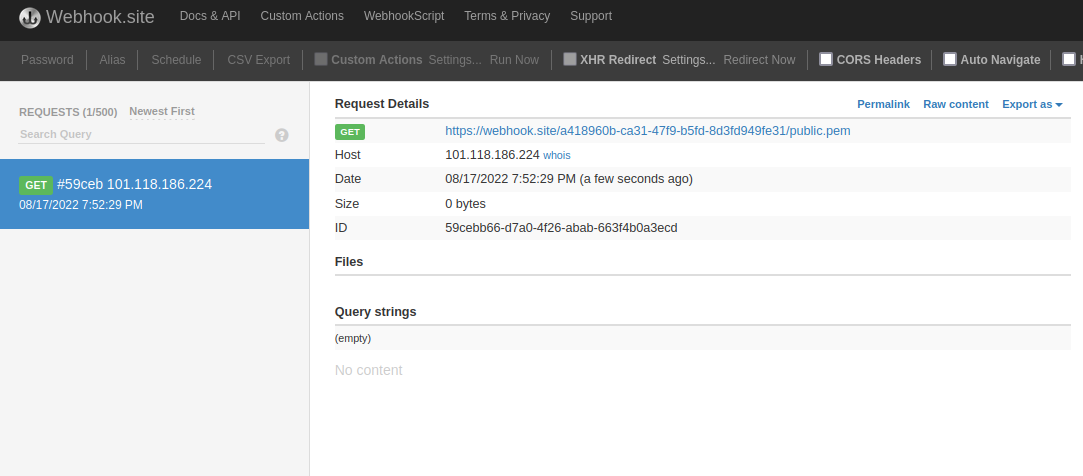 Webhook.site Docs & API Custom Actions WebhookScript Terms & Privacy Support
Password Alias Schedule CSV Export Custom Actions Settings... Run Now XHR Redirect Settings... Redirect Now CORS Headers Auto Navigate
REQUESTS (1/500) Newest First
Search Query ?
GET #59ceb 101.118.186.224
08/17/2022 7:52:29 PM
Request Details Permalink Raw content Export as
GET https://webhook.site/a418960b-ca31-47f9-b5fd-8d3fd949fe31/public.pem
Host 101.118.186.224 whois
Date 08/17/2022 7:52:29 PM (a few seconds ago)
Size 0 bytes
ID 59cebb66-d7a0-4f26-abab-663f4b0a3ecd
Files
Query strings
(empty)
No content